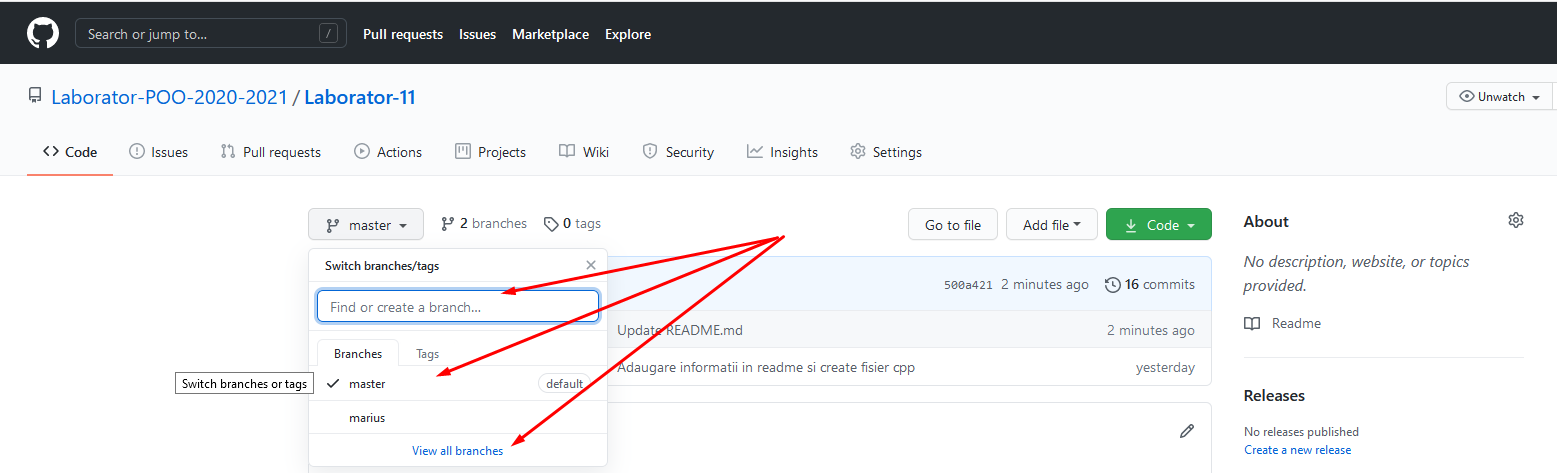 Search or jump to... /
Pull requests Issues Marketplace Explore
Laborator-POO-2020-2021 / Laborator-11
Unwatch
Code Issues Pull requests Actions Projects Wiki Security Insights Settings
master 2 branches 0 tags
Go to file Add file Code
Switch branches/tags
Find or create a branch...
Branches Tags
Switch branches or tags
master default
marius
View all branches
500a421 2 minutes ago 16 commits
Update README.md 2 minutes ago
Adaugare informatii in readme si create fisier cpp yesterday
About
No description, website, or topics
provided.
Readme
Releases
No releases published
Create a new release